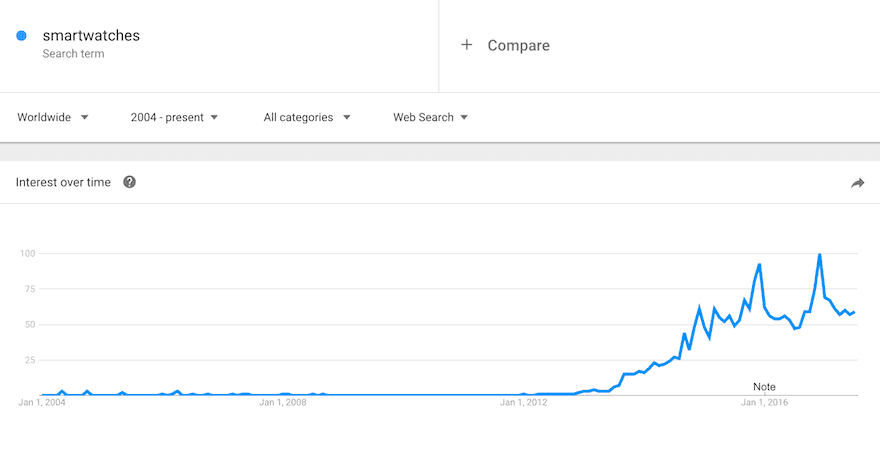 smartwatches
Search term
+ Compare
Worldwide 2004 - present All categories Web Search
Interest over time ?
100
75
50
25
Note
Jan 1, 2004 Jan 1, 2008 Jan 1, 2012 Jan 1, 2016